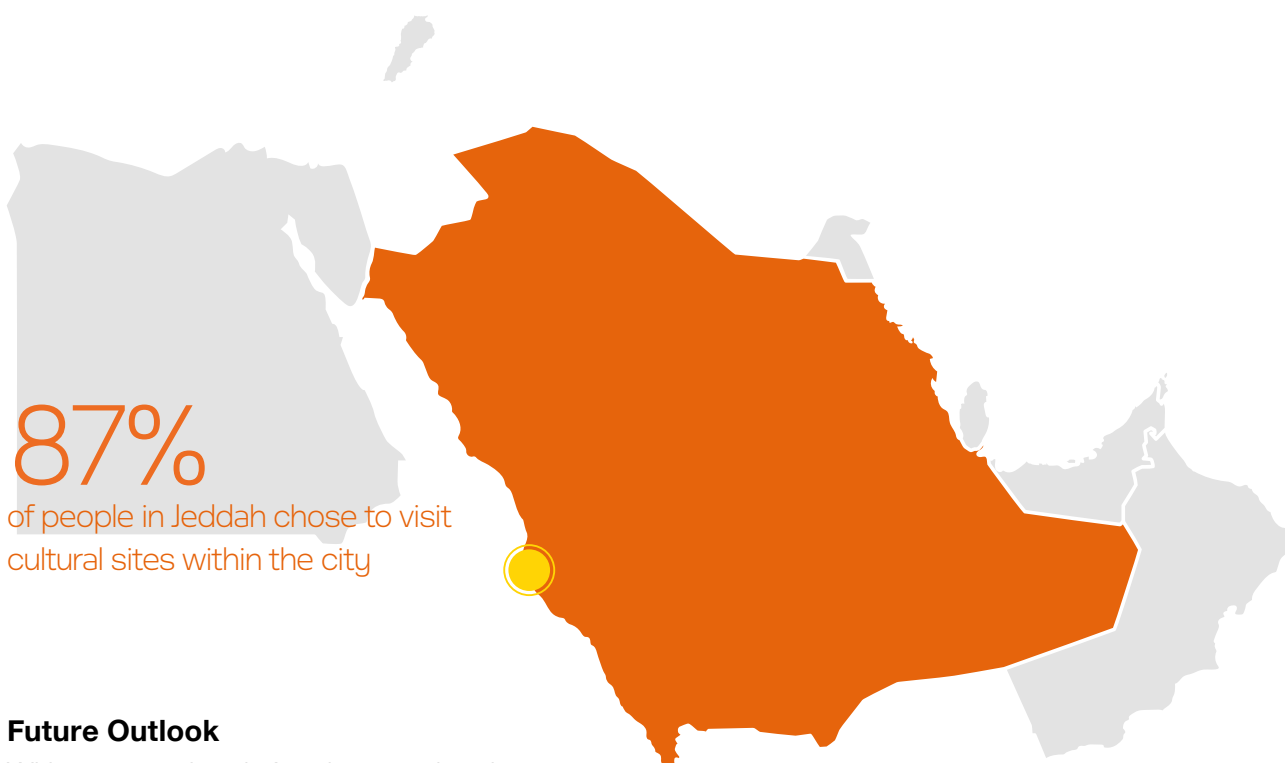 87%
of people in Jeddah chose to visit
cultural sites within the city
Future Outlook